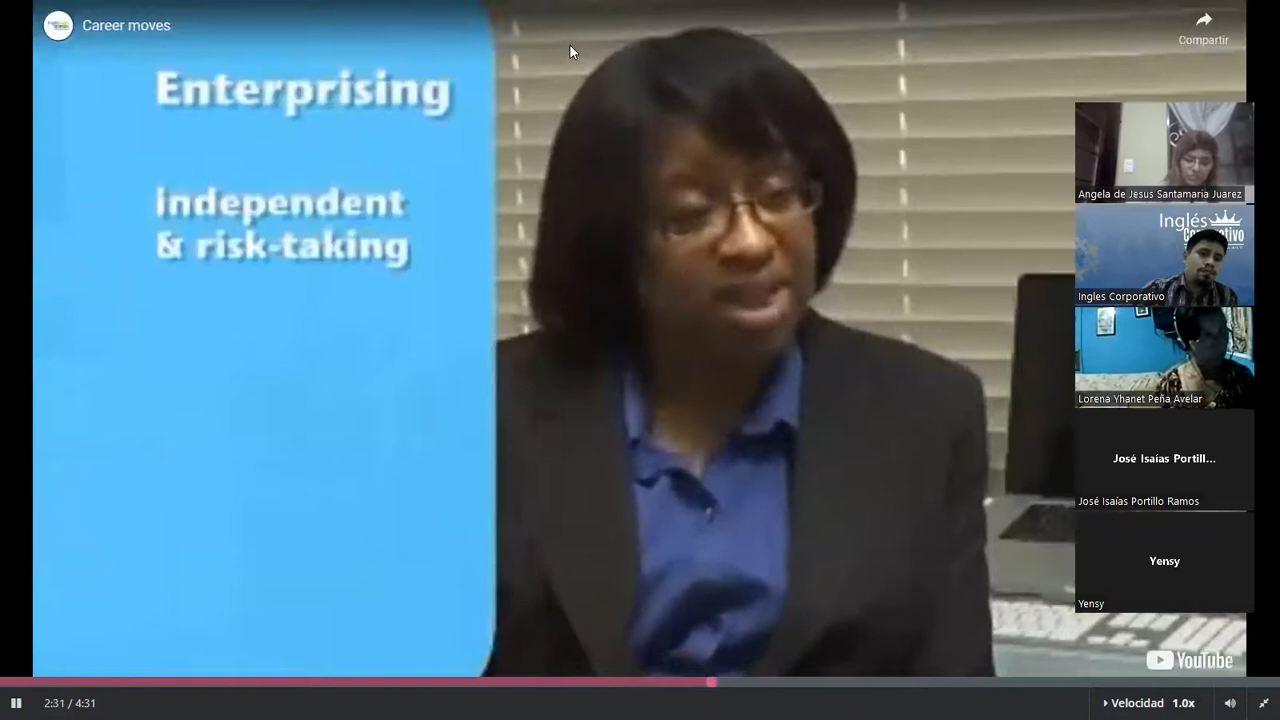 Career moves
Compartir
Enterprising
independent
& risk-taking
Angela de Jesus Santamaria Juarez
Inglés
Ingles Corporativo
Lorena Yhanet Peña Avelar
José Isaías Portill...
José Isaías Portillo Ramos
Yensy
Yensy
YouTube
2:31 / 4:31
Velocidad 1.0x